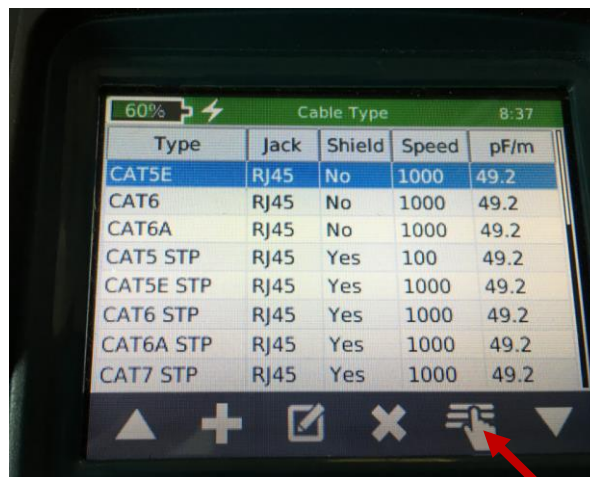 60% Cable Type 8:37
Type Jack Shield Speed pF/m
CAT5E RJ45 No 1000 49.2
CAT6 RJ45 No 1000 49.2
CAT6A RJ45 No 1000 49.2
CAT5 STP RJ45 Yes 100 49.2
CAT5E STP RJ45 Yes 1000 49.2
CAT6 STP RJ45 Yes 1000 49.2
CAT6A STP RJ45 Yes 1000 49.2
CAT7 STP RJ45 Yes 1000 49.2